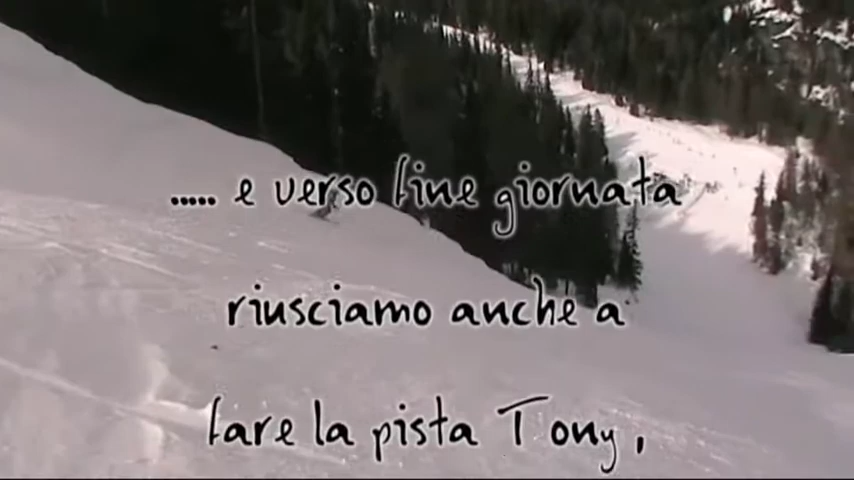 ..... e verso fine giornata
riusciamo anche a
fare la pista Tony,